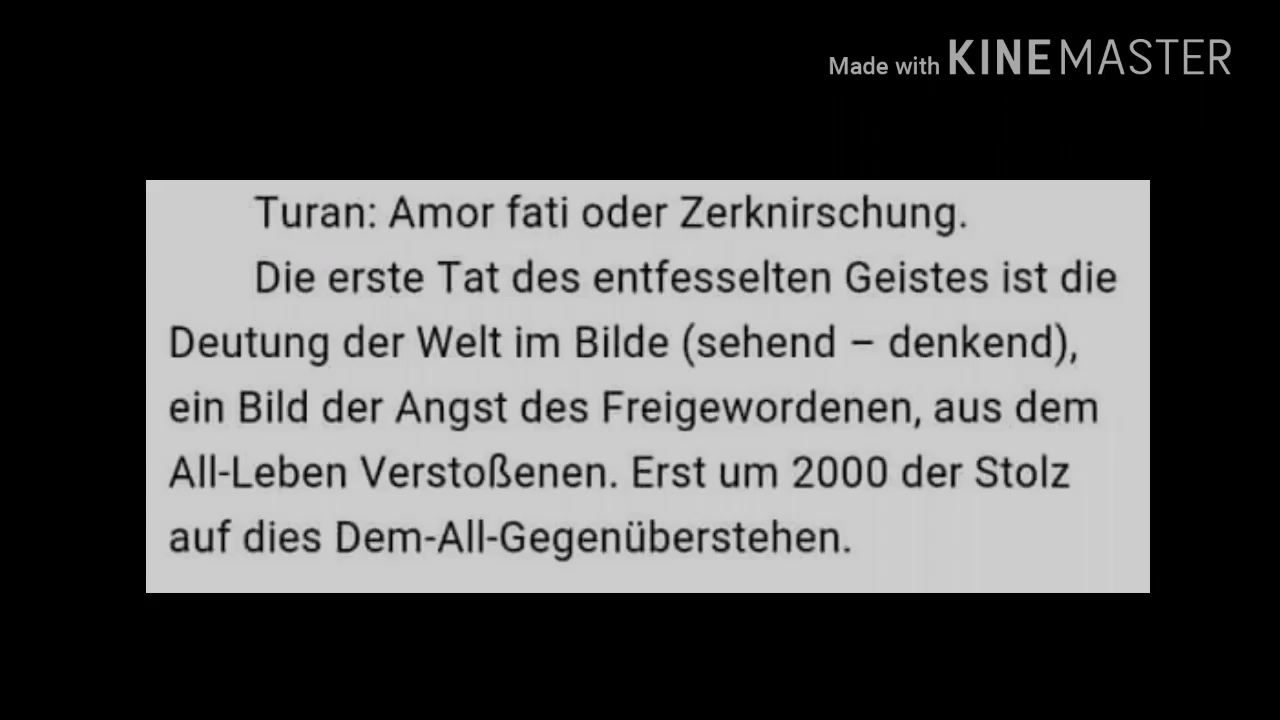 Made with KINEMASTER
Turan: Amor fati oder Zerknirschung.
Die erste Tat des entfesselten Geistes ist die
Deutung der Welt im Bilde (sehend – denkend),
ein Bild der Angst des Freigewordenen, aus dem
All-Leben Verstoßenen. Erst um 2000 der Stolz
auf dies Dem-All-Gegenüberstehen.